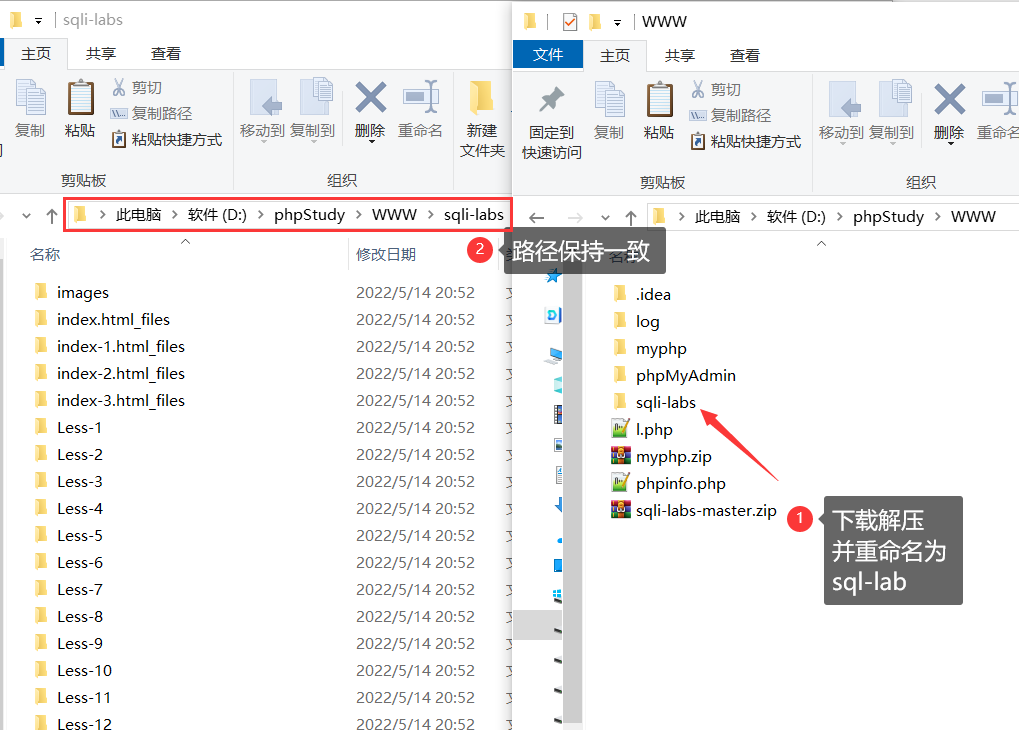 sqli-labs
主页 共享 查看
复制
粘贴
剪切
复制路径
粘贴快捷方式
移动到
复制到
删除
重命名
新建
文件夹
剪贴板
组织
此电脑 > 软件 (D:) > phpStudy > WWW > sqli-labs
名称 修改日期
images 2022/5/14 20:52
index.html_files 2022/5/14 20:52
index-1.html_files 2022/5/14 20:52
index-2.html_files 2022/5/14 20:52
index-3.html_files 2022/5/14 20:52
Less-1 2022/5/14 20:52
Less-2 2022/5/14 20:52
Less-3 2022/5/14 20:52
Less-4 2022/5/14 20:52
Less-5 2022/5/14 20:52
Less-6 2022/5/14 20:52
Less-7 2022/5/14 20:52
Less-8 2022/5/14 20:52
Less-9 2022/5/14 20:52
Less-10 2022/5/14 20:52
Less-11 2022/5/14 20:52
Less-12 2022/5/14 20:52
2
路径保持一致
WWW
文件 主页 共享 查看
固定到
快速访问
复制
粘贴
剪切
复制路径
粘贴快捷方式
移动到
复制到
删除
重命名
剪贴板
组织
此电脑 > 软件 (D:) > phpStudy > WWW
.idea
log
myphp
phpMyAdmin
sqli-labs
l.php
myphp.zip
phpinfo.php
sqli-labs-master.zip
1
下载解压
并重命名为
sql-lab